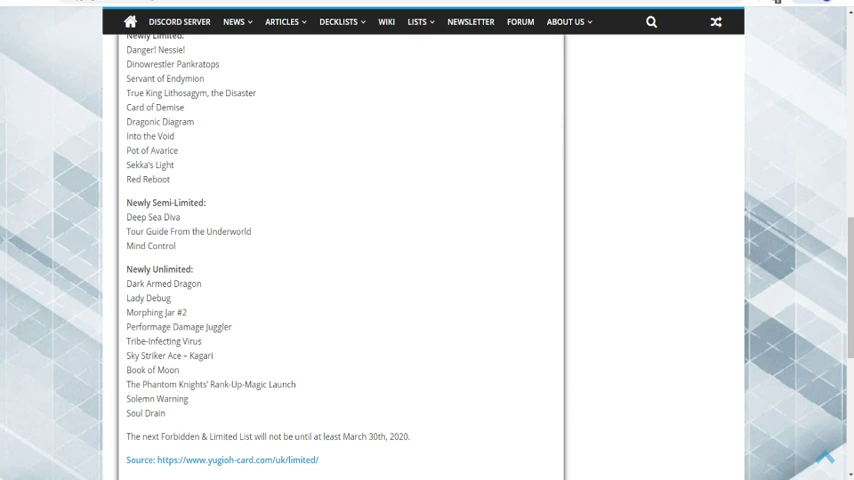 DISCORD SERVER NEWS ARTICLES DECKLISTS WIKI LISTS NEWSLETTER FORUM ABOUT US
Newly Limited:
Danger! Nessie!
Dinowrestler Pankratops
Servant of Endymion
True King Lithosagym, the Disaster
Card of Demise
Dragonic Diagram
Into the Void
Pot of Avarice
Sekka's Light
Red Reboot
Newly Semi-Limited:
Deep Sea Diva
Tour Guide From the Underworld
Mind Control
Newly Unlimited:
Dark Armed Dragon
Lady Debug
Morphing Jar #2
Performage Damage Juggler
Tribe-Infecting Virus
Sky Striker Ace – Kagari
Book of Moon
The Phantom Knights' Rank-Up-Magic Launch
Solemn Warning
Soul Drain
The next Forbidden & Limited List will not be until at least March 30th, 2020.
Source: https://www.yugioh-card.com/uk/limited/